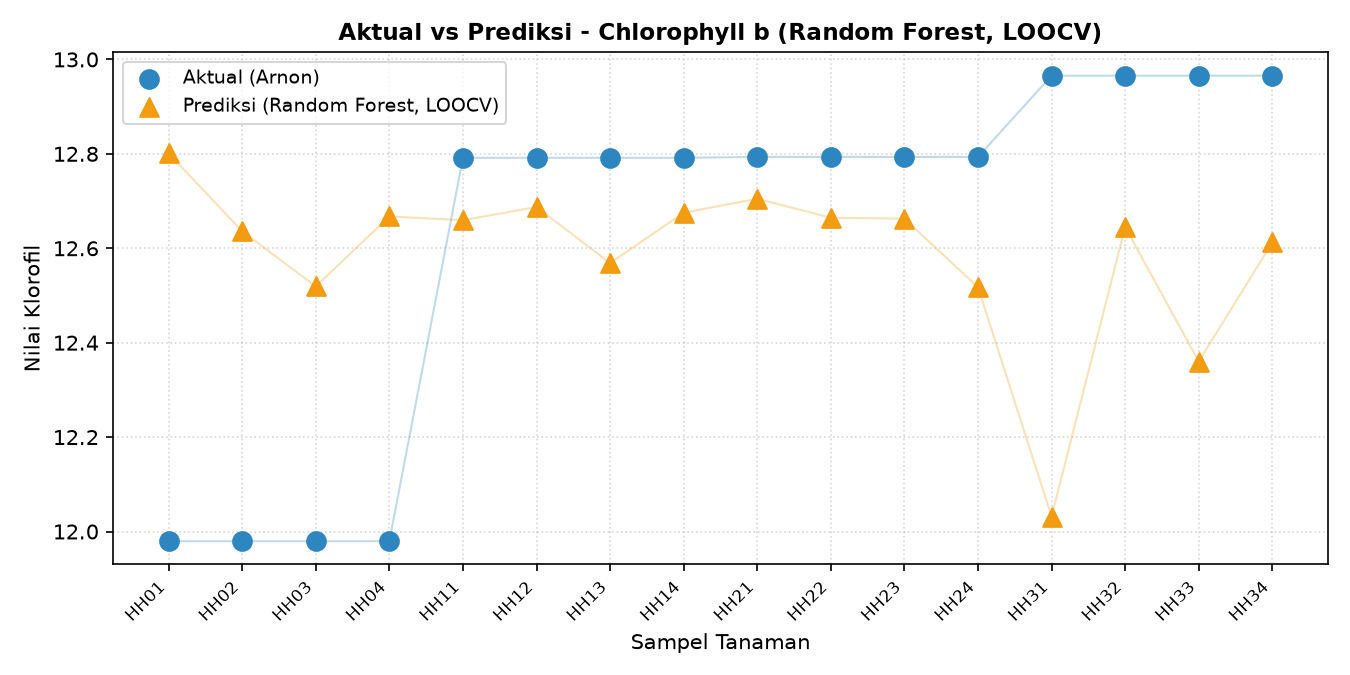 Aktual vs Prediksi - Chlorophyll b (Random Forest, LOOCV)
Aktual (Arnon)
Prediksi (Random Forest, LOOCV)
Nilai Klorofil
13.0
12.8
12.6
12.4
12.2
12.0
HH01 HH02 HH03 HH04 HH11 HH12 HH13 HH14 HH21 HH22 HH23 HH24 HH31 HH32 HH33 HH34
Sampel Tanaman